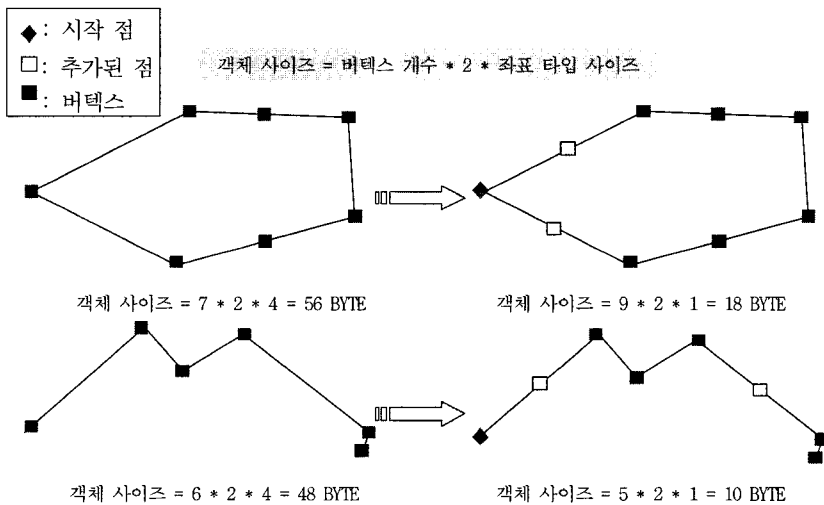 ◆: 시작 점
□: 추가된 점
■: 버텍스
객체 사이즈 = 버텍스 개수 * 2 * 좌표 타입 사이즈
객체 사이즈 = 7 * 2 * 4 = 56 BYTE
객체 사이즈 = 9 * 2 * 1 = 18 BYTE
객체 사이즈 = 6 * 2 * 4 = 48 BYTE
객체 사이즈 = 5 * 2 * 1 = 10 BYTE